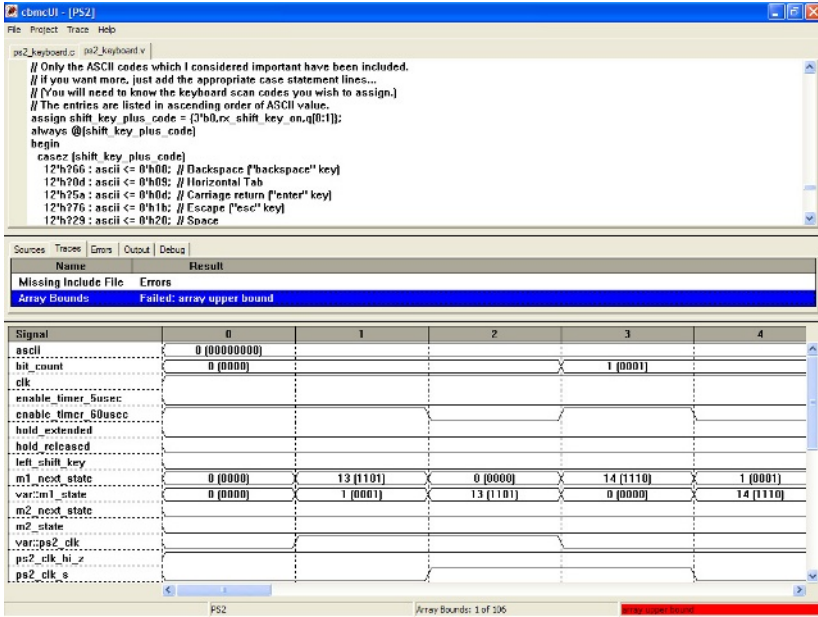 cbmcUI - [PS2]
File Project Trace Help
ps2_keyboard.c ps2_keyboard.v
// Only the ASCII codes which I considered important have been included.
// if you want more, just add the appropriate case statement lines...
// (You will need to know the keyboard scan codes you wish to assign.)
// The entries are listed in ascending order of ASCII value.
assign shift_key_plus_code = {3'b0,rx_shift_key_on,q[8:1]};
always @(shift_key_plus_code)
begin
casez (shift_key_plus_code)
12'h?66 : ascii <= 8'h08; // Backspace ("backspace" key)
12'h?0d : ascii <= 8'h09; // Horizontal Tab
12'h?5a : ascii <= 8'h0d; // Carriage return ("enter" key)
12'h?76 : ascii <= 8'h1b; // Escape ("esc" key)
12'h?29 : ascii <= 8'h20; // Space
Sources Traces Errors Output Debug
Name Result
Missing Include File Errors
Array Bounds Failed: array upper bound
Signal 0 1 2 3 4
ascii 0 (00000000)
bit_count 0 (0000) 1 (0001)
clk
enable_timer_5usec
enable_timer_60usec
hold_extended
hold_released
left_shift_key
m1_next_state 0 (0000) 13 (1101) 0 (0000) 14 (1110) 1 (0001)
var::m1_state 0 (0000) 1 (0001) 13 (1101) 0 (0000) 14 (1110)
m2_next_state
m2_state
var::ps2_clk
ps2_clk_hi_z
ps2_clk_s
PS2 Array Bounds: 1 of 106 array upper bound